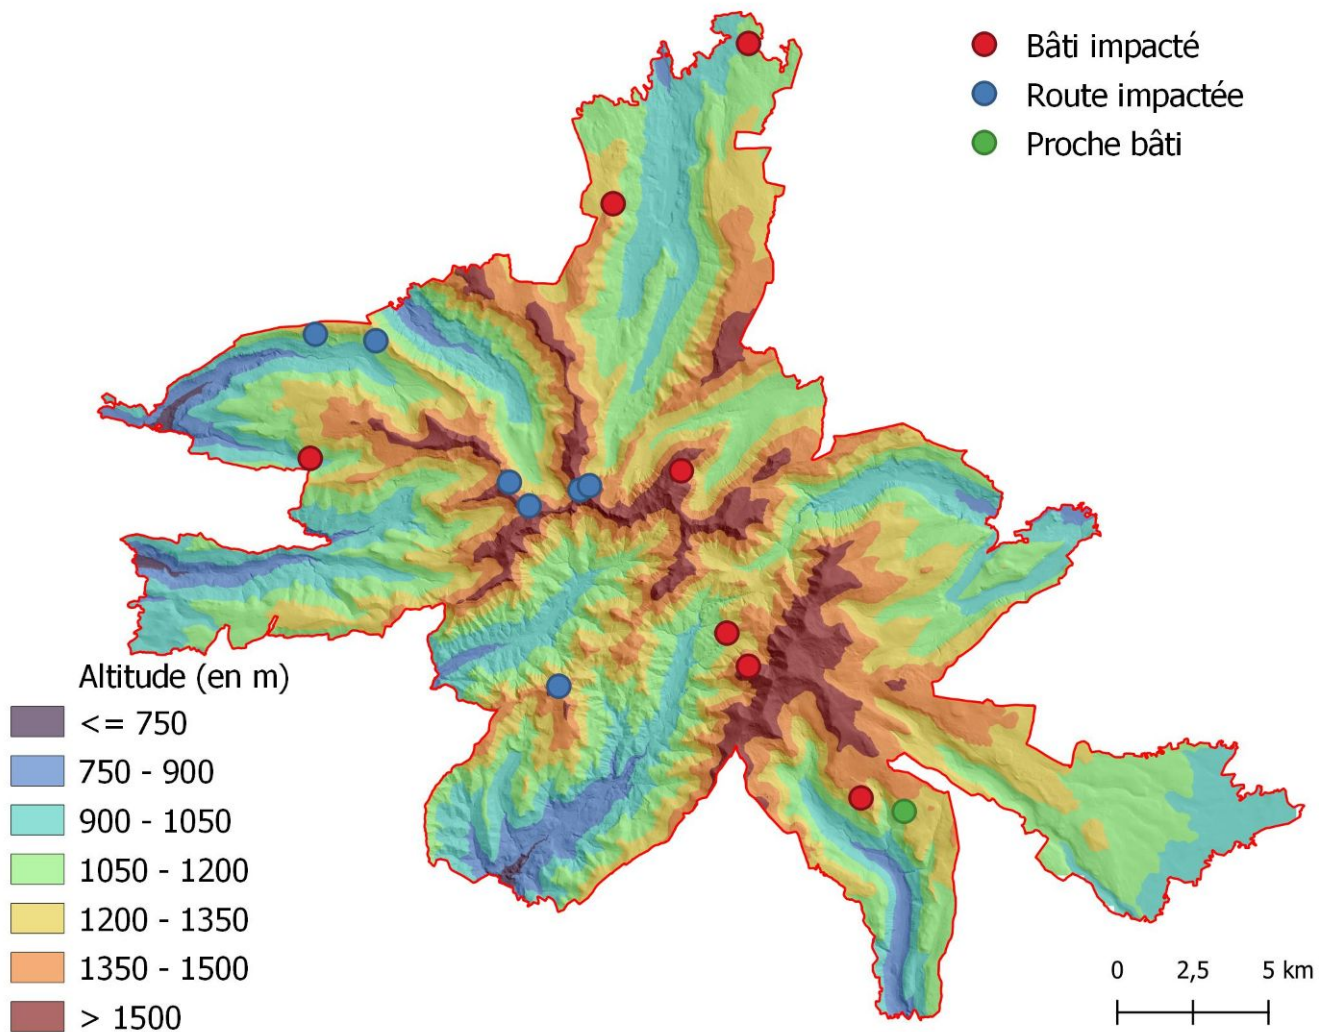 Bâti impacté
Route impactée
Proche bâti
Altitude (en m)
<= 750
750 - 900
900 - 1050
1050 - 1200
1200 - 1350
1350 - 1500
> 1500
0 2,5 5 km